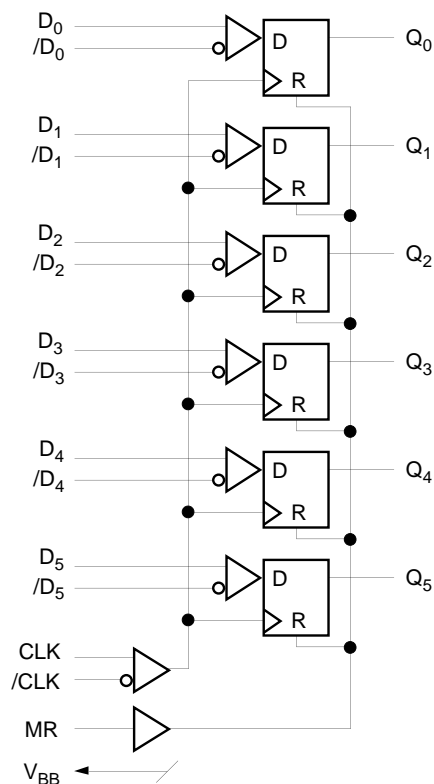 D0
/D0
D
R
Q0
D1
/D1
D
R
Q1
D2
/D2
D
R
Q2
D3
/D3
D
R
Q3
D4
/D4
D
R
Q4
D5
/D5
D
R
Q5
CLK
/CLK
MR
VBB